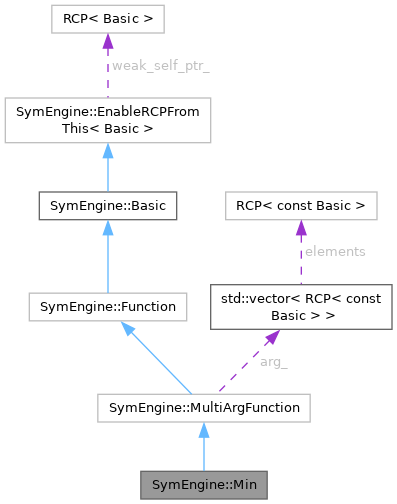 RCP< Basic >
weak_self_ptr_
SymEngine::EnableRCPFrom
This< Basic >
SymEngine::Basic
RCP< const Basic >
elements
SymEngine::Function
std::vector< RCP< const
Basic > >
arg_
SymEngine::MultiArgFunction
SymEngine::Min